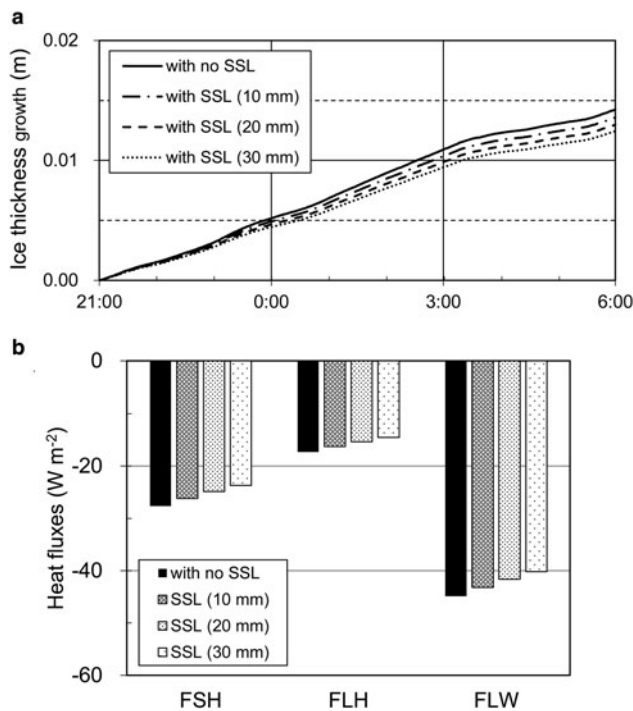 a
0.02
with no SSL
with SSL (10 mm)
with SSL (20 mm)
with SSL (30 mm)
0.01
0.00
Ice thickness growth (m)
21:00 0:00 3:00 6:00
b
0
-20
-40
-60
Heat fluxes (W m-2)
with no SSL
SSL (10 mm)
SSL (20 mm)
SSL (30 mm)
FSH FLH FLW